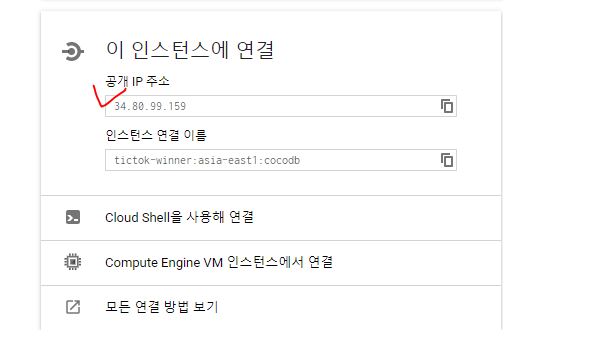 이 인스턴스에 연결
공개 IP 주소
34.80.99.159
인스턴스 연결 이름
tictok-winner:asia-east1:cocodb
Cloud Shell을 사용해 연결
Compute Engine VM 인스턴스에서 연결
모든 연결 방법 보기